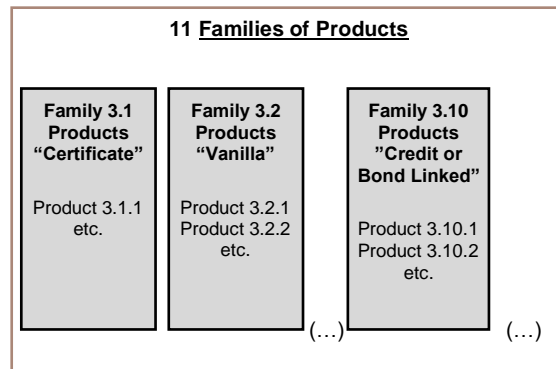 11 Families of Products
Family 3.1
Products
“Certificate”
Product 3.1.1
etc.
Family 3.2
Products
“Vanilla”
Product 3.2.1
Product 3.2.2
etc.
(…)
Family 3.10
Products
”Credit or
Bond Linked”
Product 3.10.1
Product 3.10.2
etc.
(…)